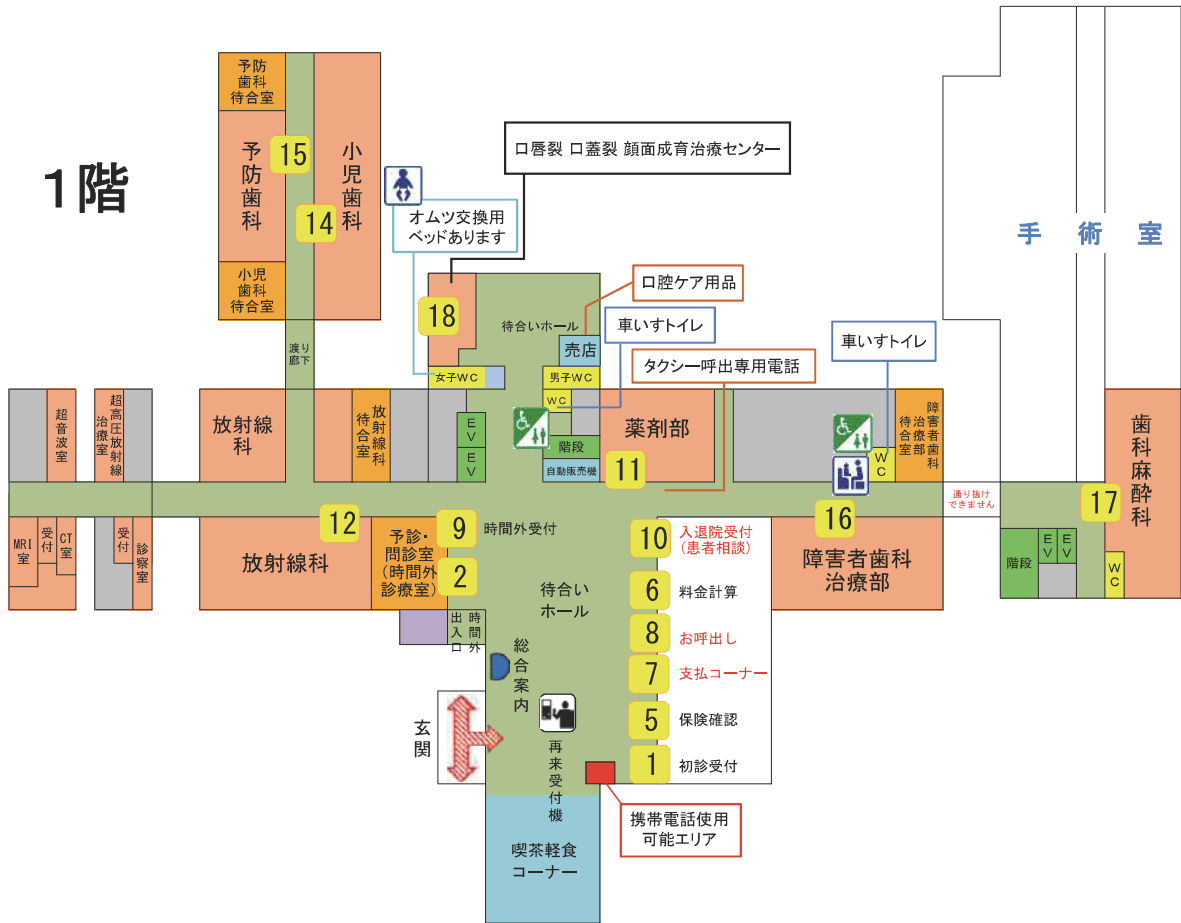 1階
予防
歯科
待合室
予防歯科
15
小児歯科
14
小児
歯科
待合室
渡り
廊下
オムツ交換用
ベッドあります
口唇裂 口蓋裂 顔面成育治療センター
18
待合いホール
口腔ケア用品
売店
車いすトイレ
車いすトイレ
タクシー呼出専用電話
女子WC
男子WC
WC
EV
EV
階段
自動販売機
薬剤部
11
手術室
超音波室
超高圧放射線
治療室
放射線
科
放射線科
待合室
WC
障害者歯科
治療部
待合室
歯科麻酔科
通り抜け
できません
17
MRI
室
受付
CT
室
受付
診察室
放射線科
12
予診・
問診室
(時間外
診療室)
9
時間外受付
2
時間外
出入口
待合い
ホール
総合案内
玄関
再来受付機
喫茶軽食
コーナー
10
入退院受付
(患者相談)
6
料金計算
8
お呼出し
7
支払コーナー
5
保険確認
1
初診受付
携帯電話使用
可能エリア
16
障害者歯科
治療部
階段
EV
EV
WC